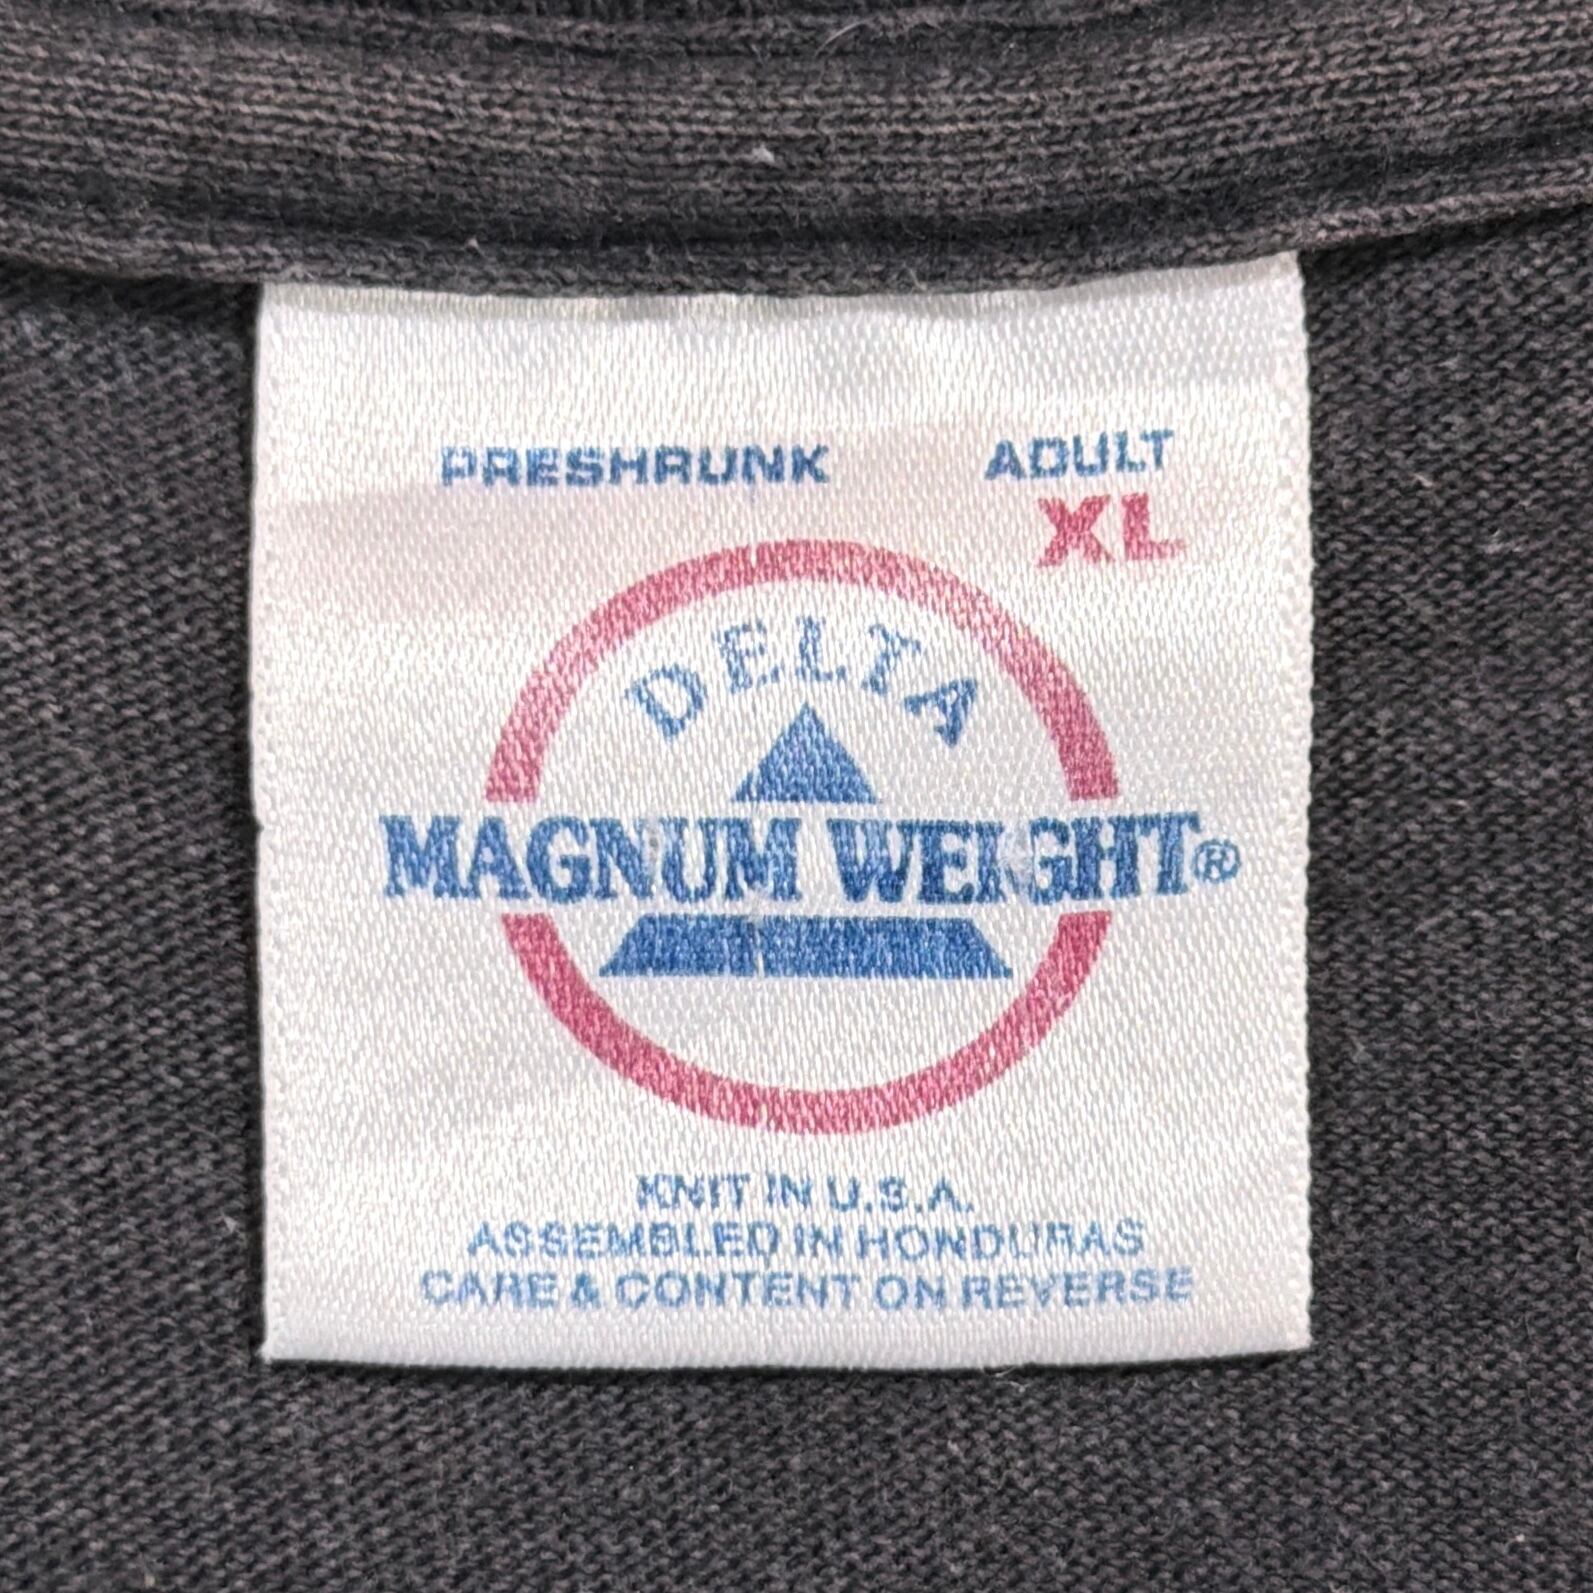 PRESHRUNK ADULT
XL
DELTA
MAGNUM WEIGHT®
KNIT IN U.S.A.
ASSEMBLED IN HONDURAS
CARE & CONTENT ON REVERSE